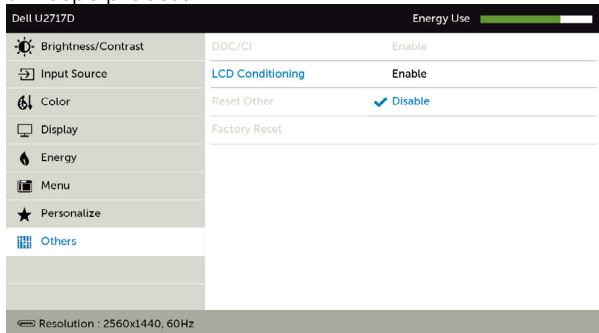 Dell U2717D Energy Use
Brightness/Contrast DDC/CI Enable
Input Source LCD Conditioning Enable
Color Reset Other Disable
Display Factory Reset
Energy
Menu
Personalize
Others
Resolution : 2560x1440, 60Hz